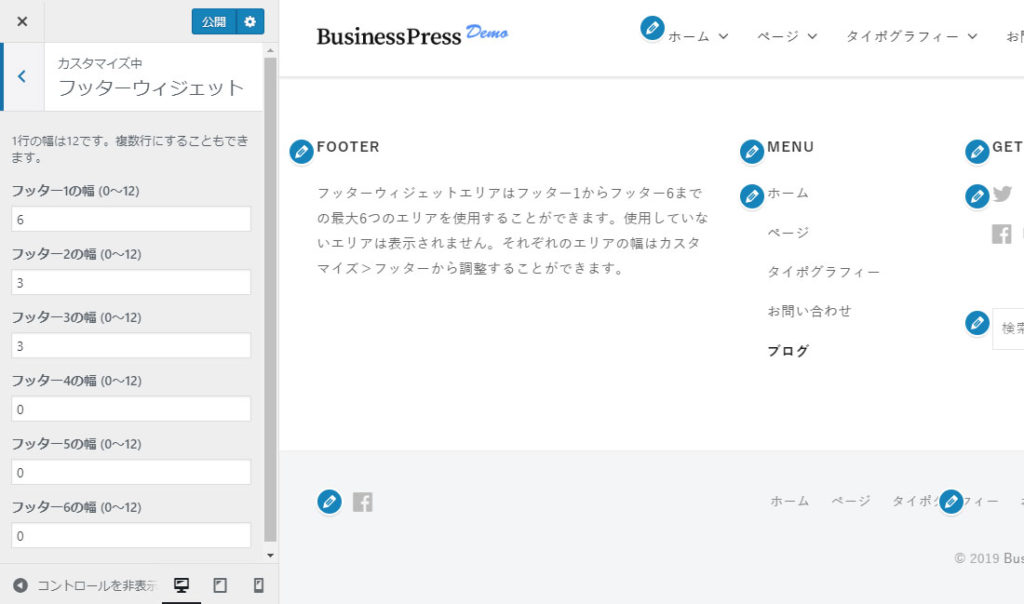 公開
カスタマイズ中
フッターウィジェット
1行の幅は12です。複数行にすることもでき
ます。
フッター1の幅 (0～12)
6
フッター2の幅 (0～12)
3
フッター3の幅 (0～12)
3
フッター4の幅 (0～12)
0
フッター5の幅 (0～12)
0
フッター6の幅 (0～12)
0
コントロールを非表示
BusinessPress Demo
ホーム ページ タイポグラフィー お
FOOTER
フッターウィジェットエリアはフッター1からフッター6まで
の最大6つのエリアを使用することができます。使用していな
いエリアは表示されません。それぞれのエリアの幅はカスタ
マイズ＞フッターから調整することができます。
MENU
ホーム
ページ
タイポグラフィー
お問い合わせ
ブログ
GET
検索
ホーム ページ タイポグラフィー
© 2019 Bus